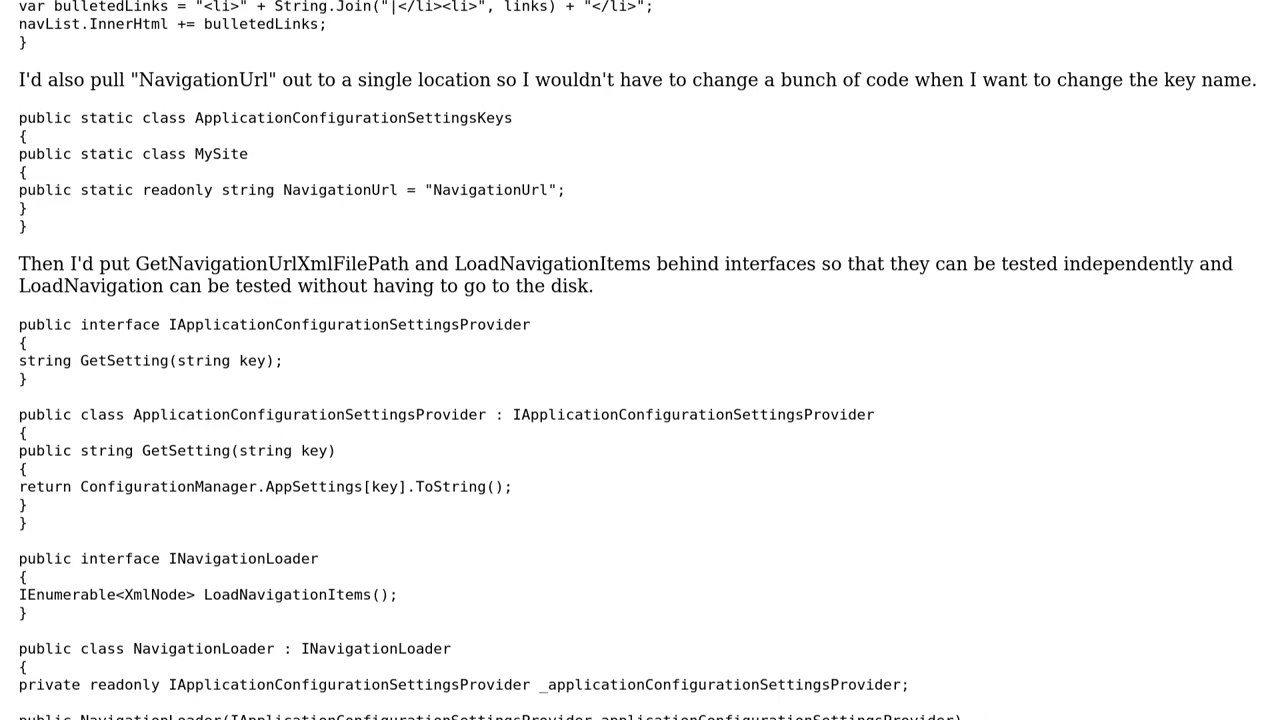 var bulletedLinks = "<li>" + String.Join("|</li><li>", links) + "</li>";
navList.InnerHtml += bulletedLinks;
}
I'd also pull "NavigationUrl" out to a single location so I wouldn't have to change a bunch of code when I want to change the key name.
public static class ApplicationConfigurationSettingsKeys
{
public static class MySite
{
public static readonly string NavigationUrl = "NavigationUrl";
}
}
Then I'd put GetNavigationUrlXmlFilePath and LoadNavigationItems behind interfaces so that they can be tested independently and
LoadNavigation can be tested without having to go to the disk.
public interface IApplicationConfigurationSettingsProvider
{
string GetSetting(string key);
}
public class ApplicationConfigurationSettingsProvider : IApplicationConfigurationSettingsProvider
{
public string GetSetting(string key)
{
return ConfigurationManager.AppSettings[key].ToString();
}
}
public interface INavigationLoader
{
IEnumerable<XmlNode> LoadNavigationItems();
}
public class NavigationLoader : INavigationLoader
{
private readonly IApplicationConfigurationSettingsProvider _applicationConfigurationSettingsProvider;
public NavigationLoader(IApplicationConfigurationSettingsProvider applicationConfigurationSettingsProvider)